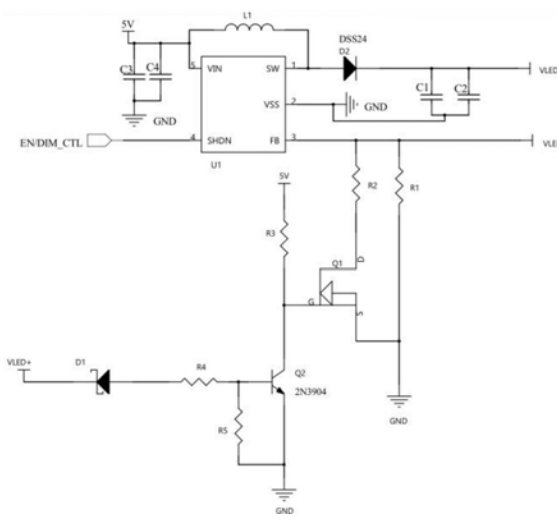 L1
5V
DSS24
D2
C3
C4
5
VIN
SW
1
C1
C2
VLED
VSS
2
GND
GND
EN/DIM_CTL
4
SHDN
FB
3
U1
5V
R2
R1
R3
Q1
D
G
S
VLED+
D1
R4
Q2
2N3904
R5
GND
GND